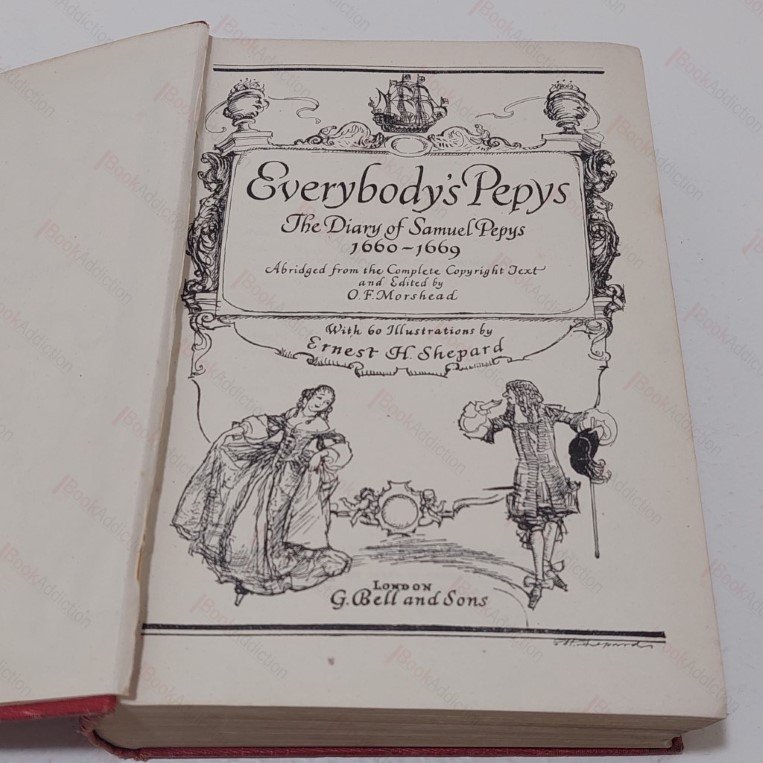 Everybody's Pepys
The Diary of Samuel Pepys
1660-1669
Abridged from the Complete Copyright Text
and Edited by
O.F. Morshead
With 60 Illustrations by
Ernest H. Shepard
LONDON
G. Bell and Sons
BookAddiction